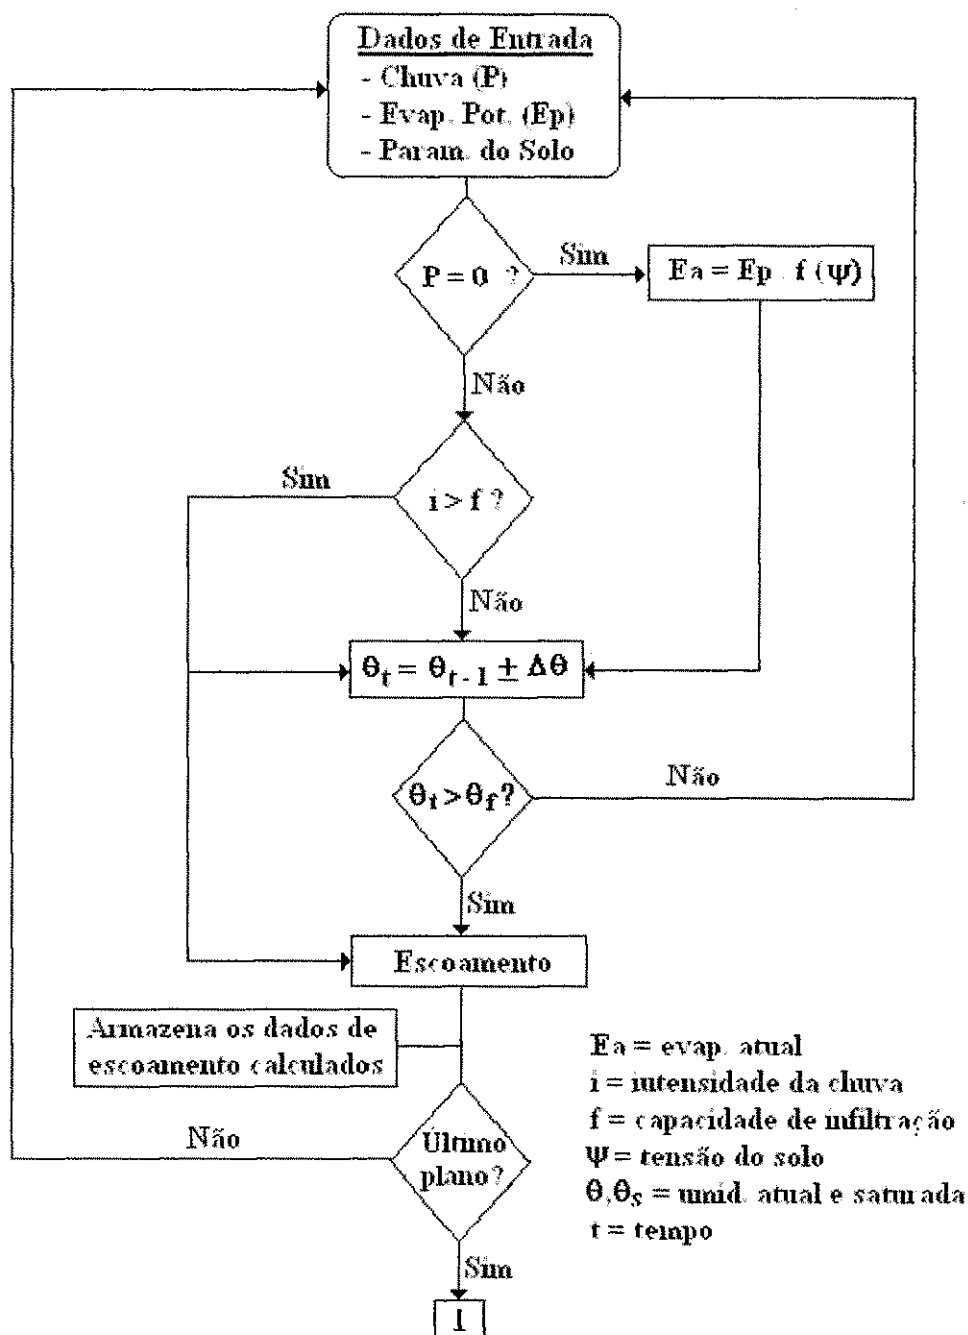 Dados de Entrada
- Chuva (P)
- Evap. Pot. (Ep)
- Param. do Solo
P = 0 ?
Sim
Ea = Ep . f (Ψ)
Não
Sim
i > f ?
Não
θt = θt-1 ± Δθ
θt > θf ?
Não
Sim
Escoamento
Armazena os dados de
escoamento calculados
Não
Último
plano?
Sim
1
Ea = evap. atual
i = intensidade da chuva
f = capacidade de infiltração
Ψ = tensão do solo
θ,θs = umid. atual e saturada
t = tempo